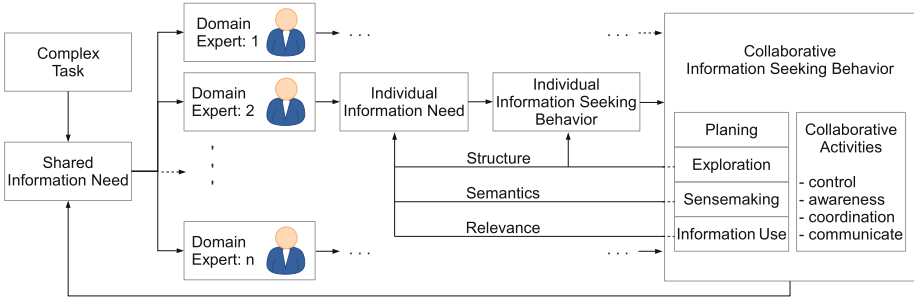 Complex
Task
Shared
Information Need
Domain
Expert: 1
Domain
Expert: 2
Domain
Expert: n
. . .
. . .
Individual
Information Need
Individual
Information Seeking
Behavior
. . .
. . .
Structure
Semantics
Relevance
Collaborative
Information Seeking Behavior
Planing
Exploration
Sensemaking
Information Use
Collaborative
Activities
- control
- awareness
- coordination
- communicate